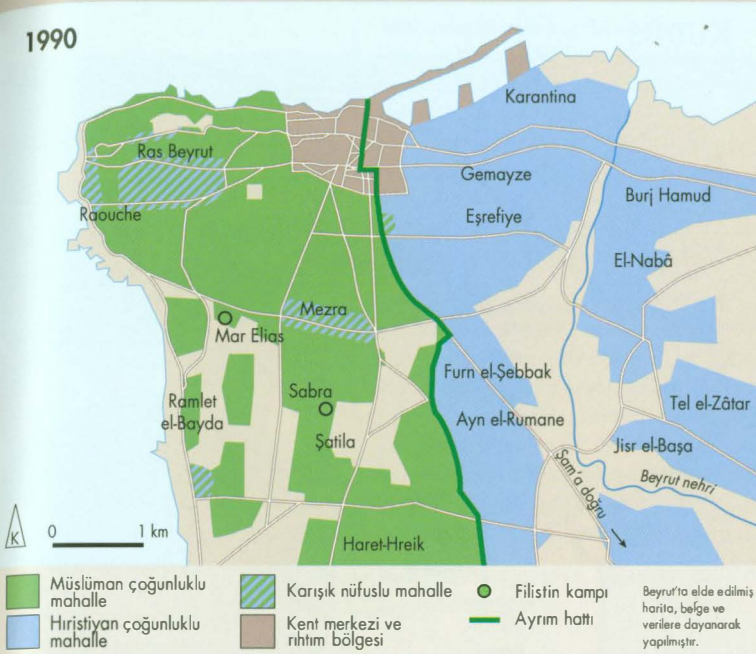 1990
Karantina
Ras Beyrut
Gemayze
Burj Hamud
Raouche
Eşrefiye
El-Nabâ
Mezra
Mar Elias
Furn el-Şebbak
Sabra
Ramlet
el-Bayda
Tel el-Zâtar
Ayn el-Rumane
Şatila
Jisr el-Başa
Şam'a doğru
Beyrut nehri
K
0
1 km
Haret-Hreik
Müslüman çoğunluklu
mahalle
Hıristiyan çoğunluklu
mahalle
Karışık nüfuslu mahalle
Kent merkezi ve
rıhtım bölgesi
Filistin kampı
Ayrım hattı
Beyrut'ta elde edilmiş
harita, belge ve
verilere dayanarak
yapılmıştır.